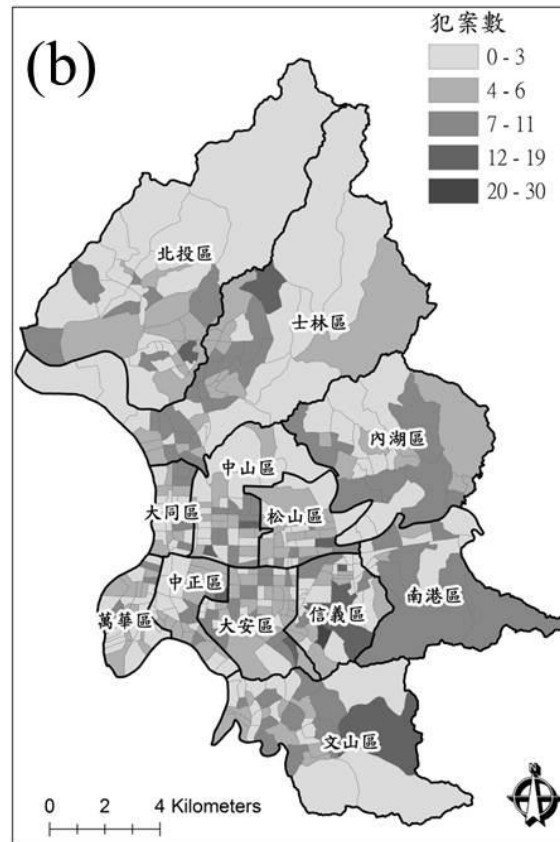 (b)
犯案數
0 - 3
4 - 6
7 - 11
12 - 19
20 - 30
北投區
士林區
內湖區
中山區
大同區
松山區
中正區
南港區
萬華區
大安區
信義區
文山區
N
0 2 4 Kilometers